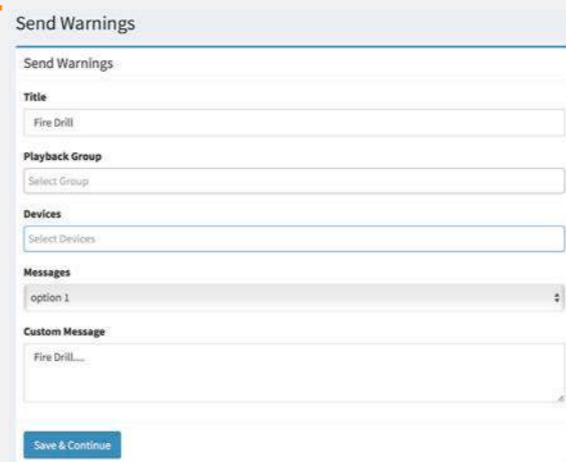 Send Warnings
Send Warnings
Title
Fire Drill
Playback Group
Select Group
Devices
Select Devices
Messages
option 1
Custom Message
Fire Drill....
Save & Continue